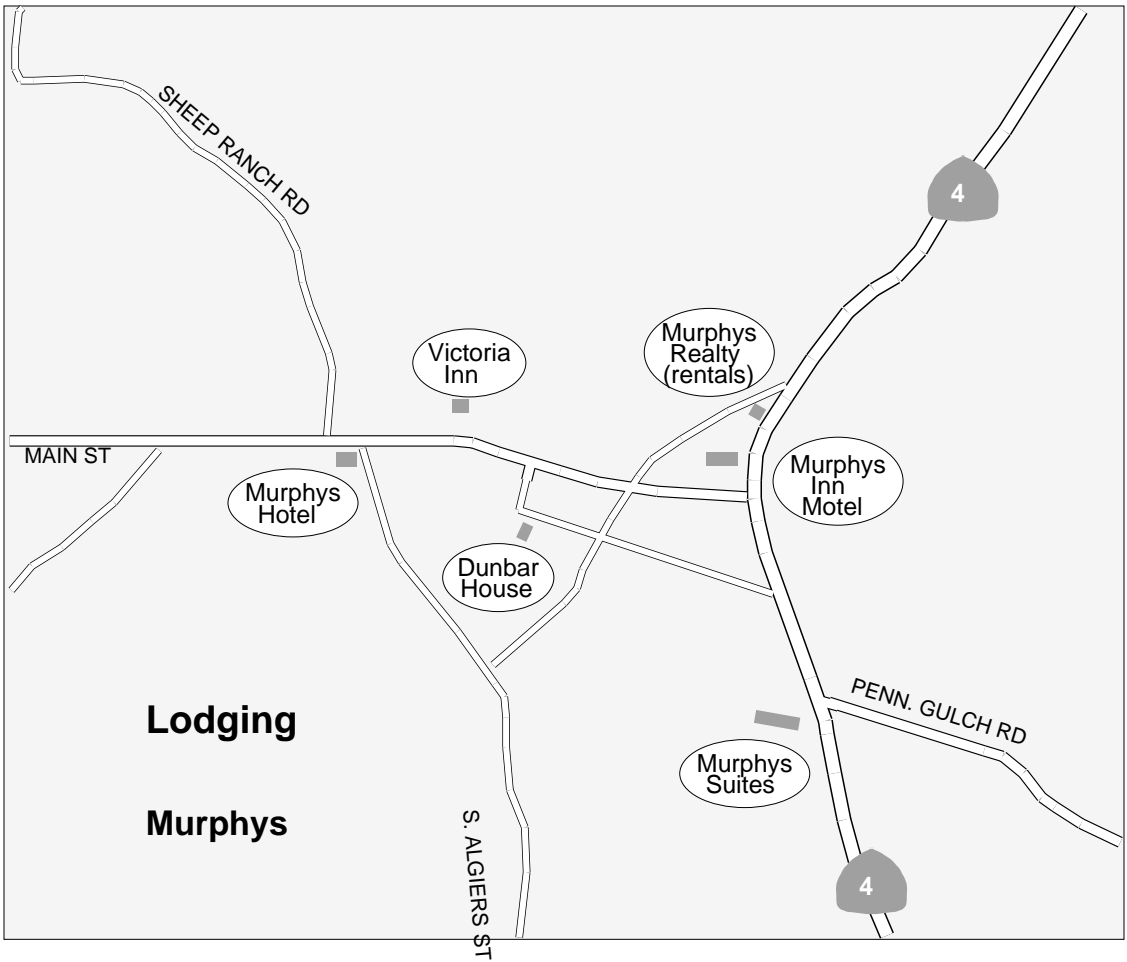 SHEEP RANCH RD
4
Murphys
Realty
(rentals)
Victoria
Inn
MAIN ST
Murphys
Inn
Motel
Murphys
Hotel
Dunbar
House
PENN. GULCH RD
Lodging
Murphys
Suites
Murphys
S. ALGIERS ST
4